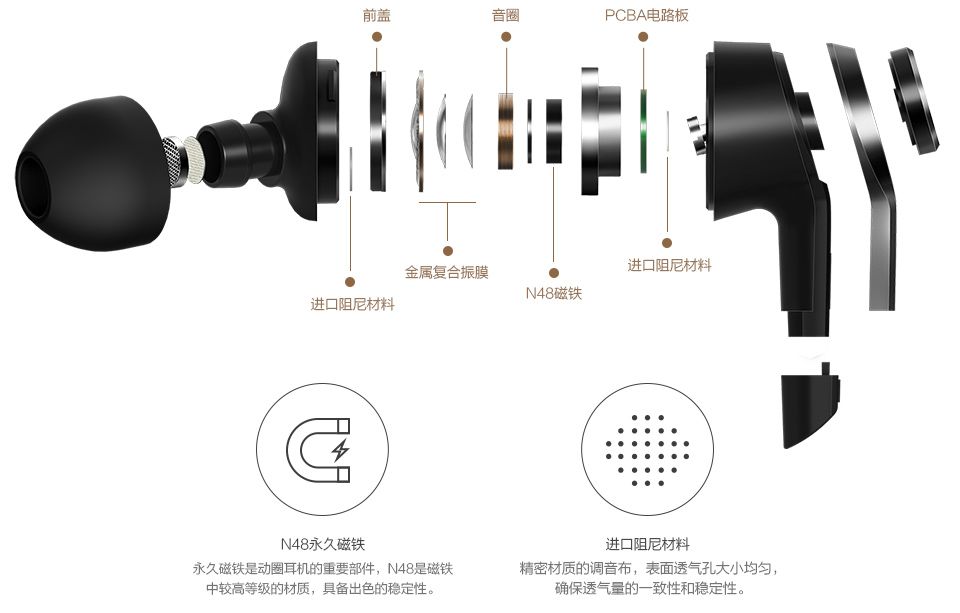 前盖
音圈
PCBA电路板
金属复合振膜
进口阻尼材料
N48磁铁
进口阻尼材料
N48永久磁铁
永久磁铁是动圈耳机的重要部件，N48是磁铁
中较高等级的材质，具备出色的稳定性。
进口阻尼材料
精密材质的调音布，表面透气孔大小均匀，
确保透气量的一致性和稳定性。